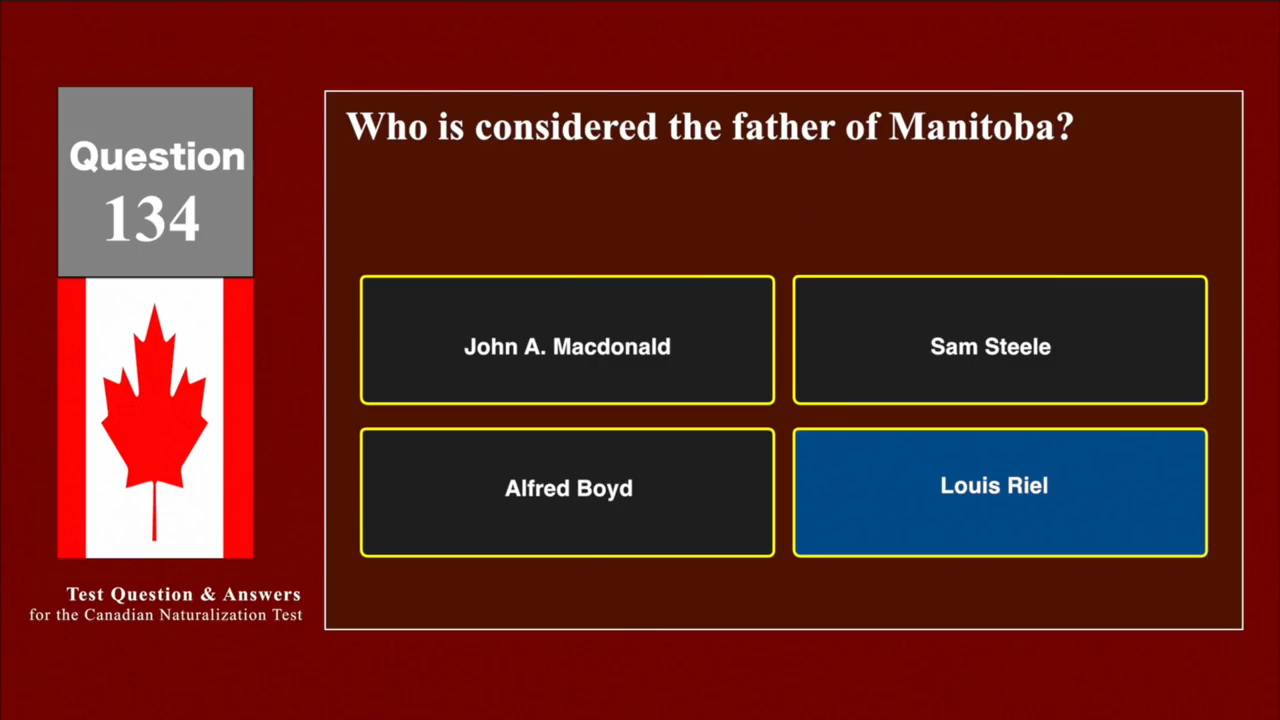 Question
134
Test Question & Answers
for the Canadian Naturalization Test
Who is considered the father of Manitoba?
John A. Macdonald
Sam Steele
Alfred Boyd
Louis Riel